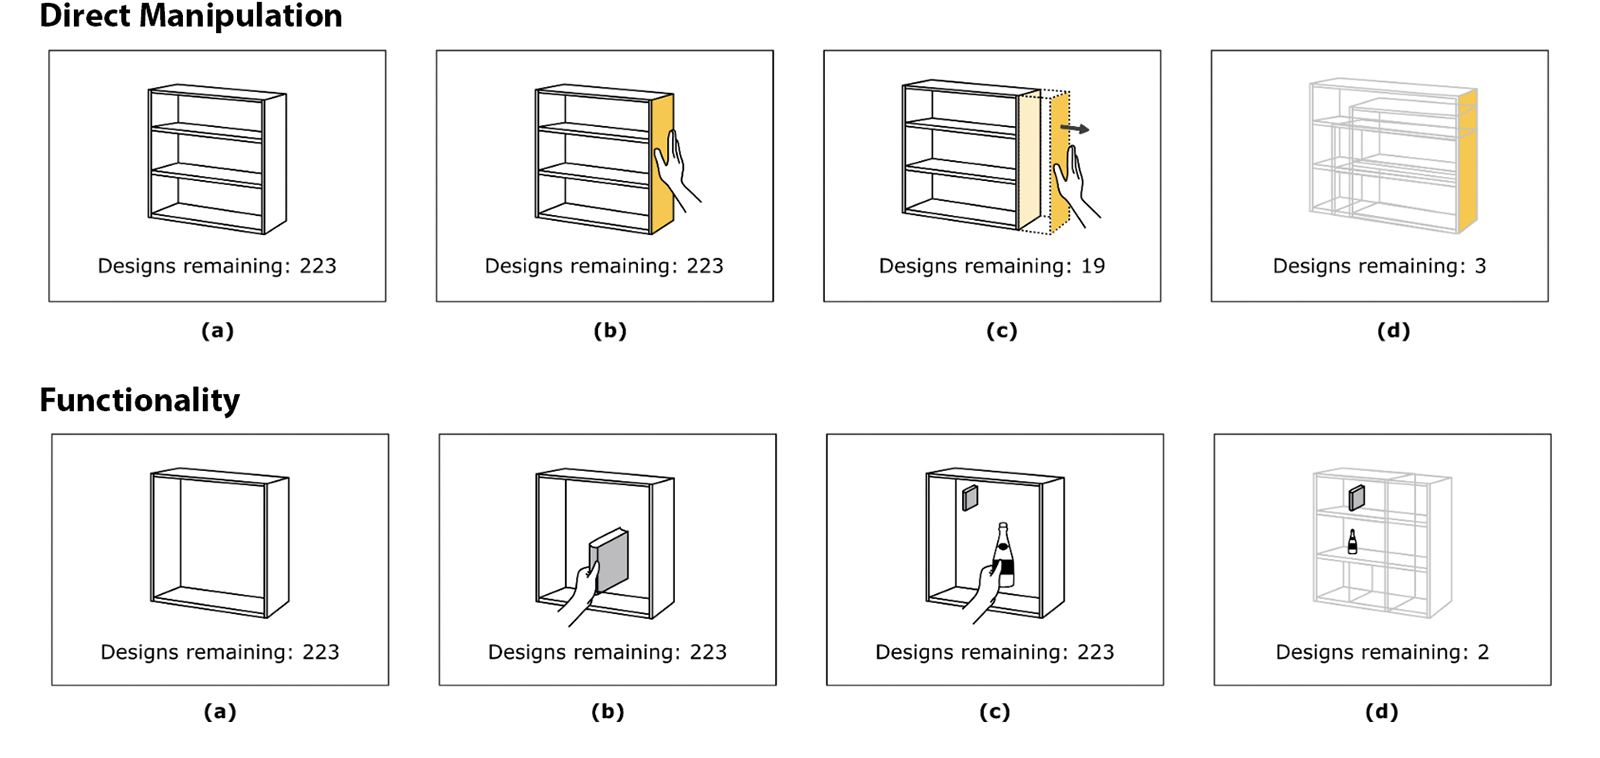 Direct Manipulation
Designs remaining: 223
Designs remaining: 223
Designs remaining: 19
Designs remaining: 3
(a)
(b)
(c)
(d)
Functionality
Designs remaining: 223
Designs remaining: 223
Designs remaining: 223
Designs remaining: 2
(a)
(b)
(c)
(d)